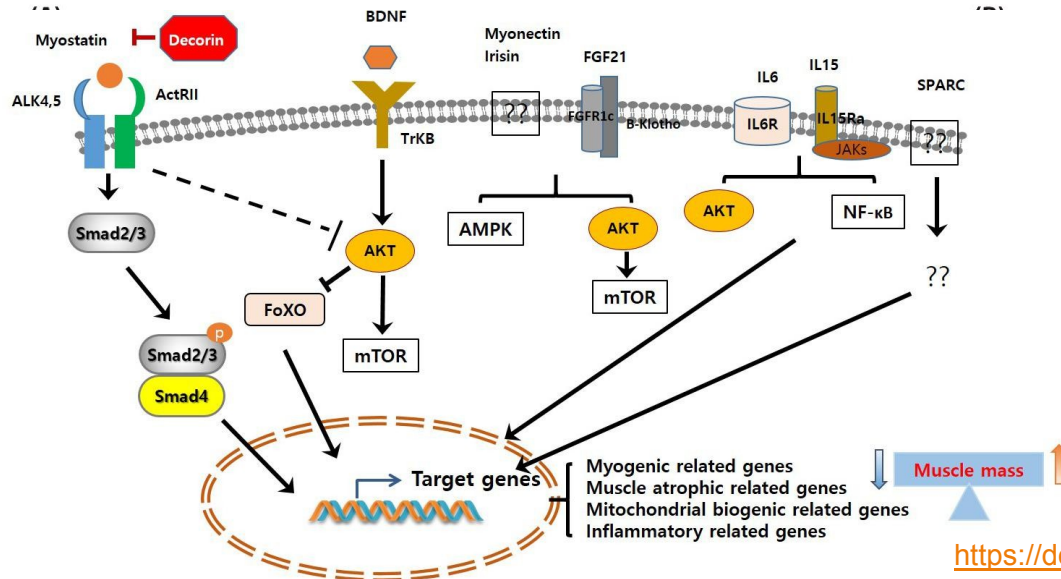 BDNF
Myostatin
Decorin
Myonectin
Irisin
FGF21
IL6
IL15
SPARC
ALK4,5
ActRII
TrKB
??
FGFR1c
B-Klotho
IL6R
IL15Ra
JAKs
??
Smad2/3
AKT
AMPK
AKT
AKT
NF-κB
??
FoXO
mTOR
mTOR
p
Smad2/3
Smad4
Target genes
Myogenic related genes
Muscle atrophic related genes
Mitochondrial biogenic related genes
Inflammatory related genes
Muscle mass
https://d